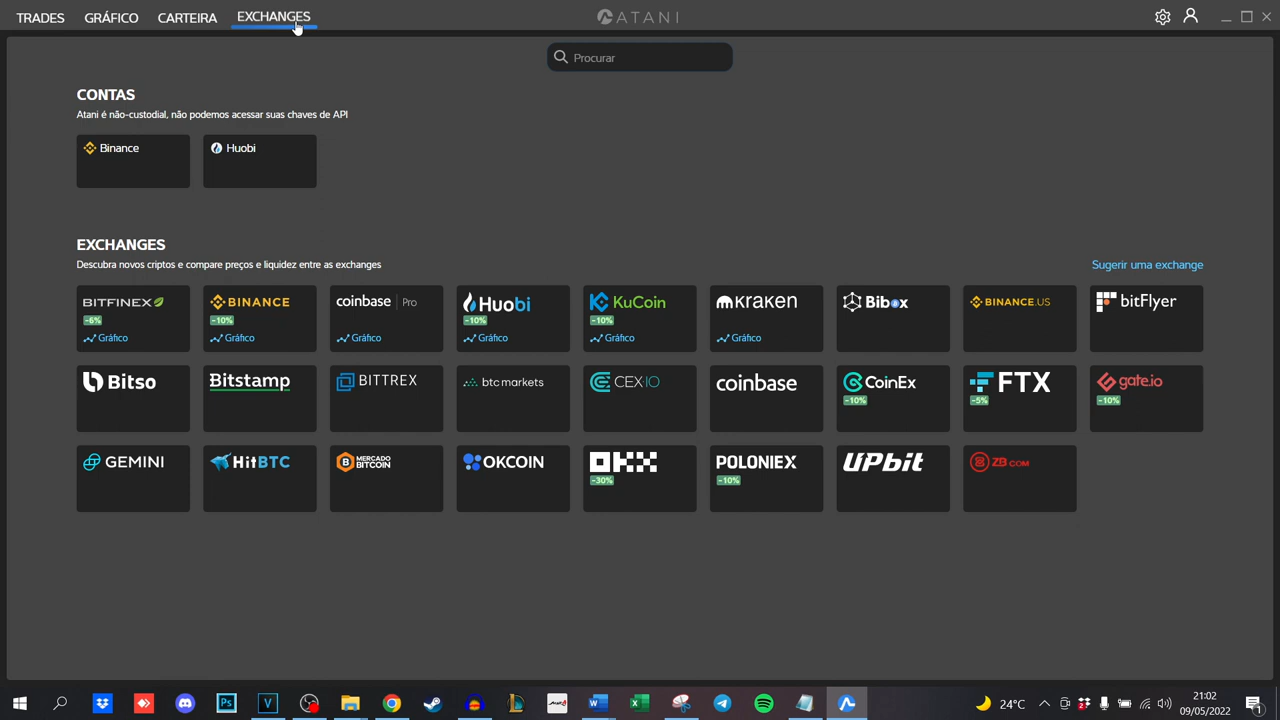 TRADES GRÁFICO CARTEIRA EXCHANGES ATANI
Procurar
CONTAS
Atani é não-custodial, não podemos acessar suas chaves de API
Binance Huobi
EXCHANGES
Descubra novos criptos e compare preços e liquidez entre as exchanges Sugerir uma exchange
BITFINEX BINANCE coinbase Pro Huobi KuCoin Kraken Bibox BINANCE.US bitFlyer
-6% -10% -10% -10%
Gráfico Gráfico Gráfico Gráfico Gráfico Gráfico
Bitso Bitstamp BITTREX btc markets CEX.IO coinbase CoinEx FTX gate.io
-10% -5% -10%
GEMINI HitBTC MERCADO BITCOIN OKCOIN OKX POLONIEX UPbit ZB.COM
-30% -10%
Ps V 24°C 21:02
09/05/2022 1